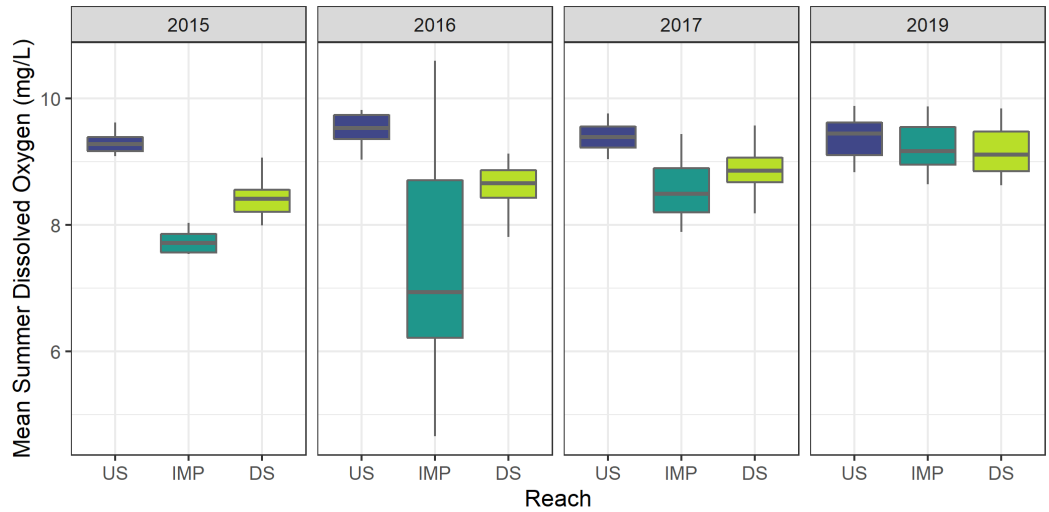 2015 2016 2017 2019
Mean Summer Dissolved Oxygen (mg/L)
10
8
6
US IMP DS US IMP DS US IMP DS US IMP DS
Reach